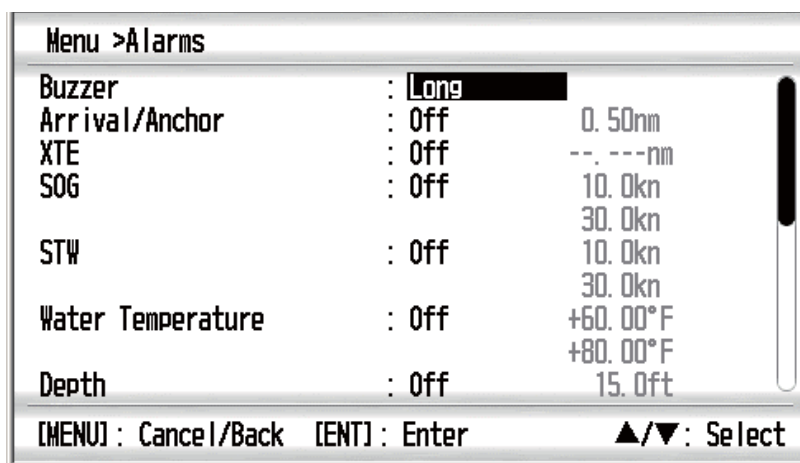 Menu >Alarms
Buzzer : Long
Arrival/Anchor : Off 0.50nm
XTE : Off --.---nm
SOG : Off 10.0kn
30.0kn
STW : Off 10.0kn
30.0kn
Water Temperature : Off +60.00°F
+80.00°F
Depth : Off 15.0ft
[MENU]: Cancel/Back [ENT]: Enter ▲/▼: Select